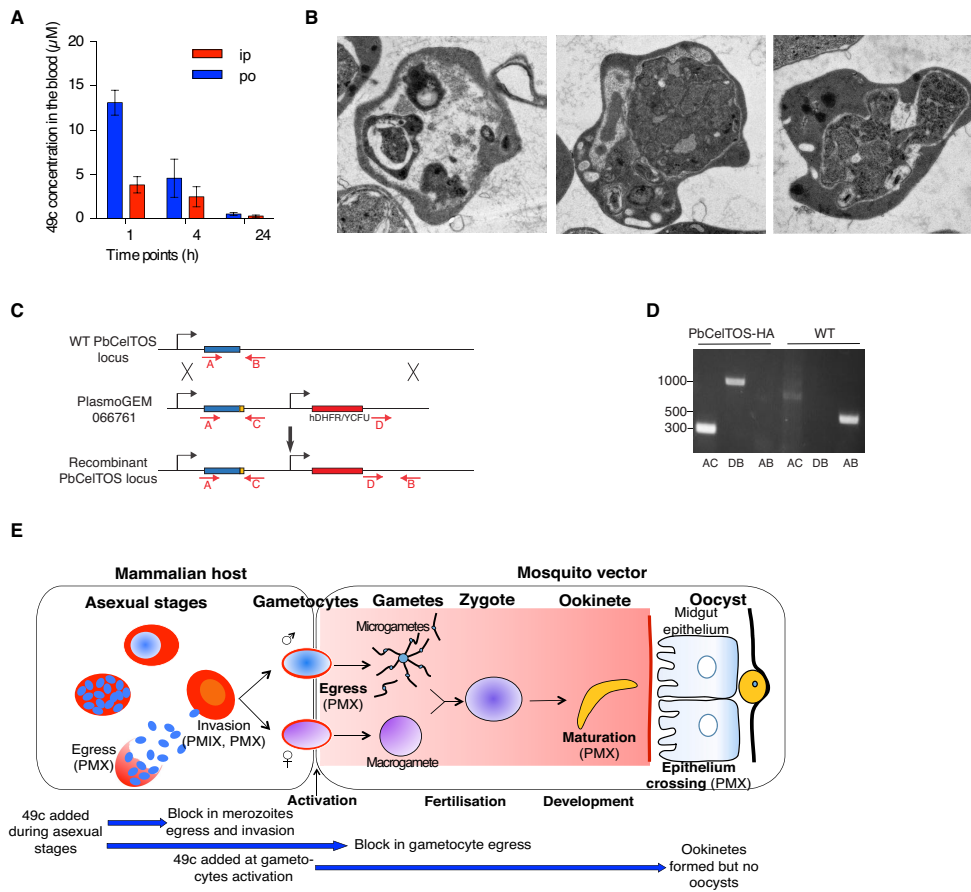 A
49c concentration in the blood (µM)
20
15
10
5
0
ip
po
1 4 24
Time points (h)
B
C
WT PbCelTOS
locus
A B
PlasmoGEM
066761
A C hDHFR/YCFU D
Recombinant
PbCelTOS locus
A C D B
D
PbCelTOS-HA WT
1000
500
300
AC DB AB AC DB AB
E
Mammalian host
Mosquito vector
Asexual stages
Gametocytes
Gametes
Zygote
Ookinete
Oocyst
Midgut
epithelium
Microgametes
♂
Egress
(PMX)
Invasion
(PMIX, PMX)
Egress
(PMX)
♀
Macrogamete
Maturation
(PMX)
Epithelium
crossing (PMX)
Activation
Fertilisation
Development
49c added
during asexual
stages
Block in merozoites
egress and invasion
Block in gametocyte egress
49c added at gameto-
cytes activation
Ookinetes
formed but no
oocysts